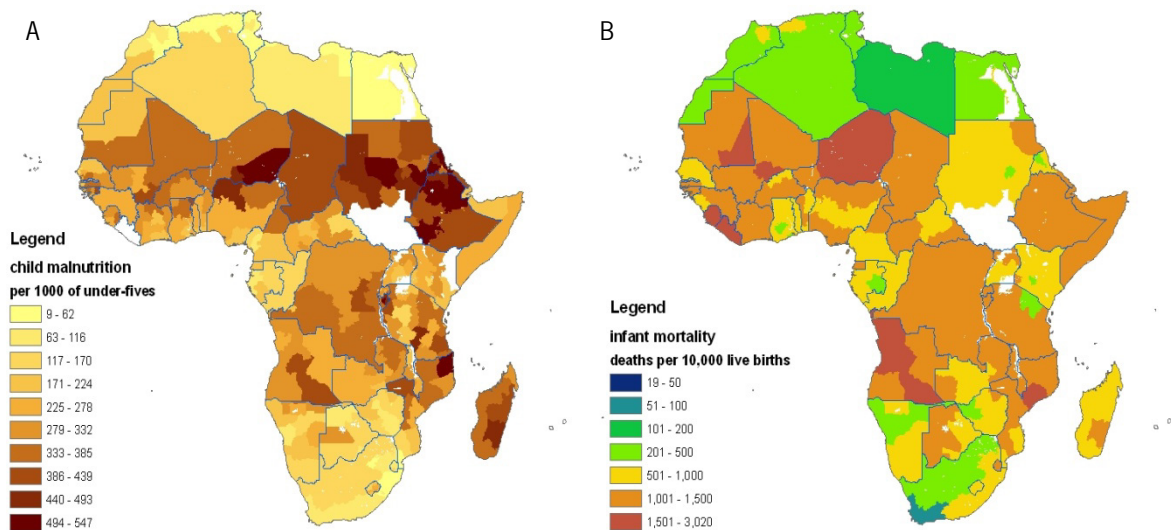 A
Legend
child malnutrition
per 1000 of under-fives
9 - 62
63 - 116
117 - 170
171 - 224
225 - 278
279 - 332
333 - 385
386 - 439
440 - 493
494 - 547
B
Legend
infant mortality
deaths per 10,000 live births
19 - 50
51 - 100
101 - 200
201 - 500
501 - 1,000
1,001 - 1,500
1,501 - 3,020